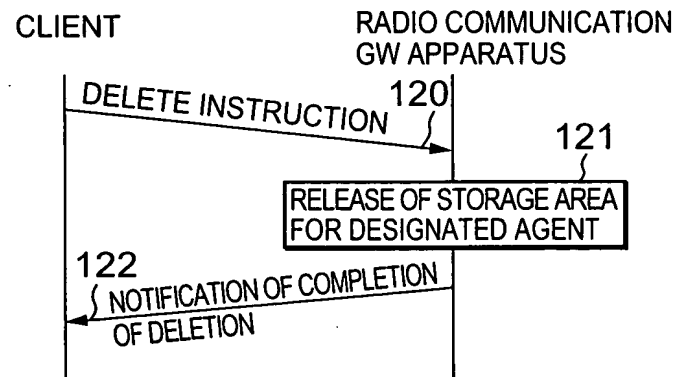 CLIENT
RADIO COMMUNICATION
GW APPARATUS
DELETE INSTRUCTION
120
121
RELEASE OF STORAGE AREA
FOR DESIGNATED AGENT
122
NOTIFICATION OF COMPLETION
OF DELETION